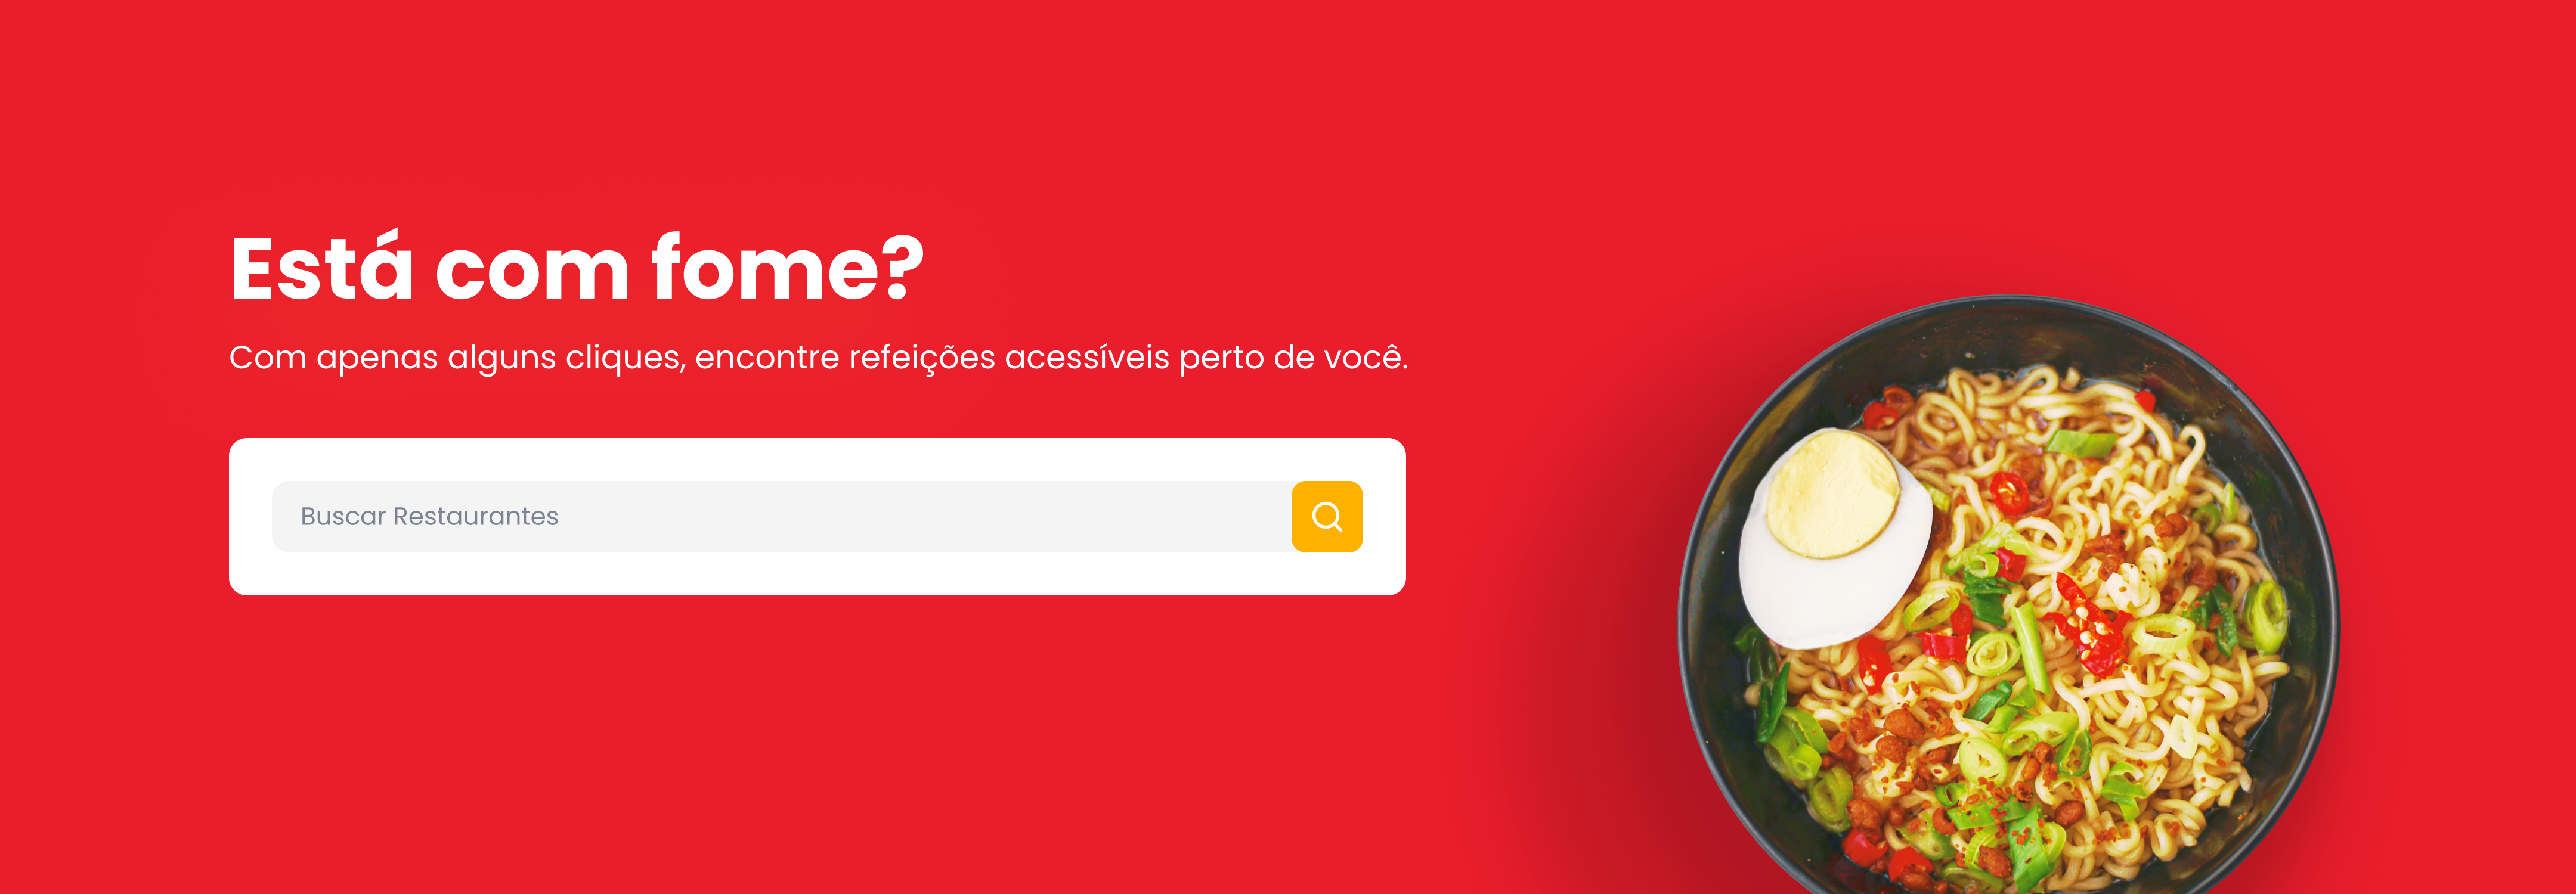 Está com fome?
Com apenas alguns cliques, encontre refeições acessíveis perto de você.
Buscar Restaurantes